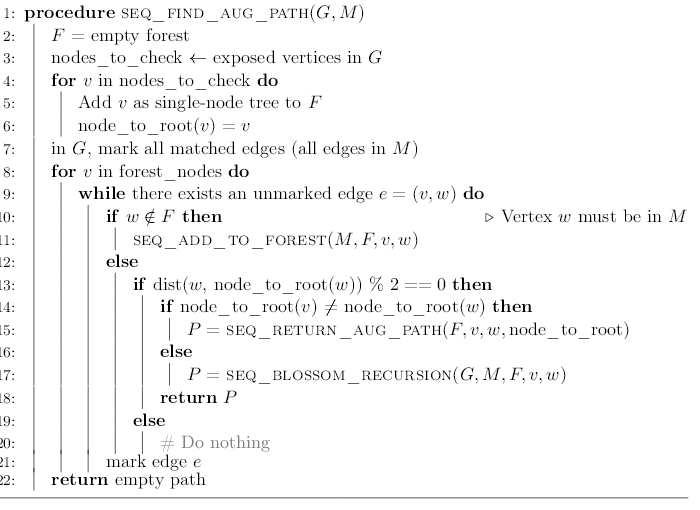 1: procedure SEQ_FIND_AUG_PATH(G, M)
2: F = empty forest
3: nodes_to_check ← exposed vertices in G
4: for v in nodes_to_check do
5: Add v as single-node tree to F
6: node_to_root(v) = v
7: in G, mark all matched edges (all edges in M)
8: for v in forest_nodes do
9: while there exists an unmarked edge e = (v, w) do
10: if w ∉ F then ▷ Vertex w must be in M
11: SEQ_ADD_TO_FOREST(M, F, v, w)
12: else
13: if dist(w, node_to_root(w)) % 2 == 0 then
14: if node_to_root(v) ≠ node_to_root(w) then
15: P = SEQ_RETURN_AUG_PATH(F, v, w, node_to_root)
16: else
17: P = SEQ_BLOSSOM_RECURSION(G, M, F, v, w)
18: return P
19: else
20: # Do nothing
21: mark edge e
22: return empty path